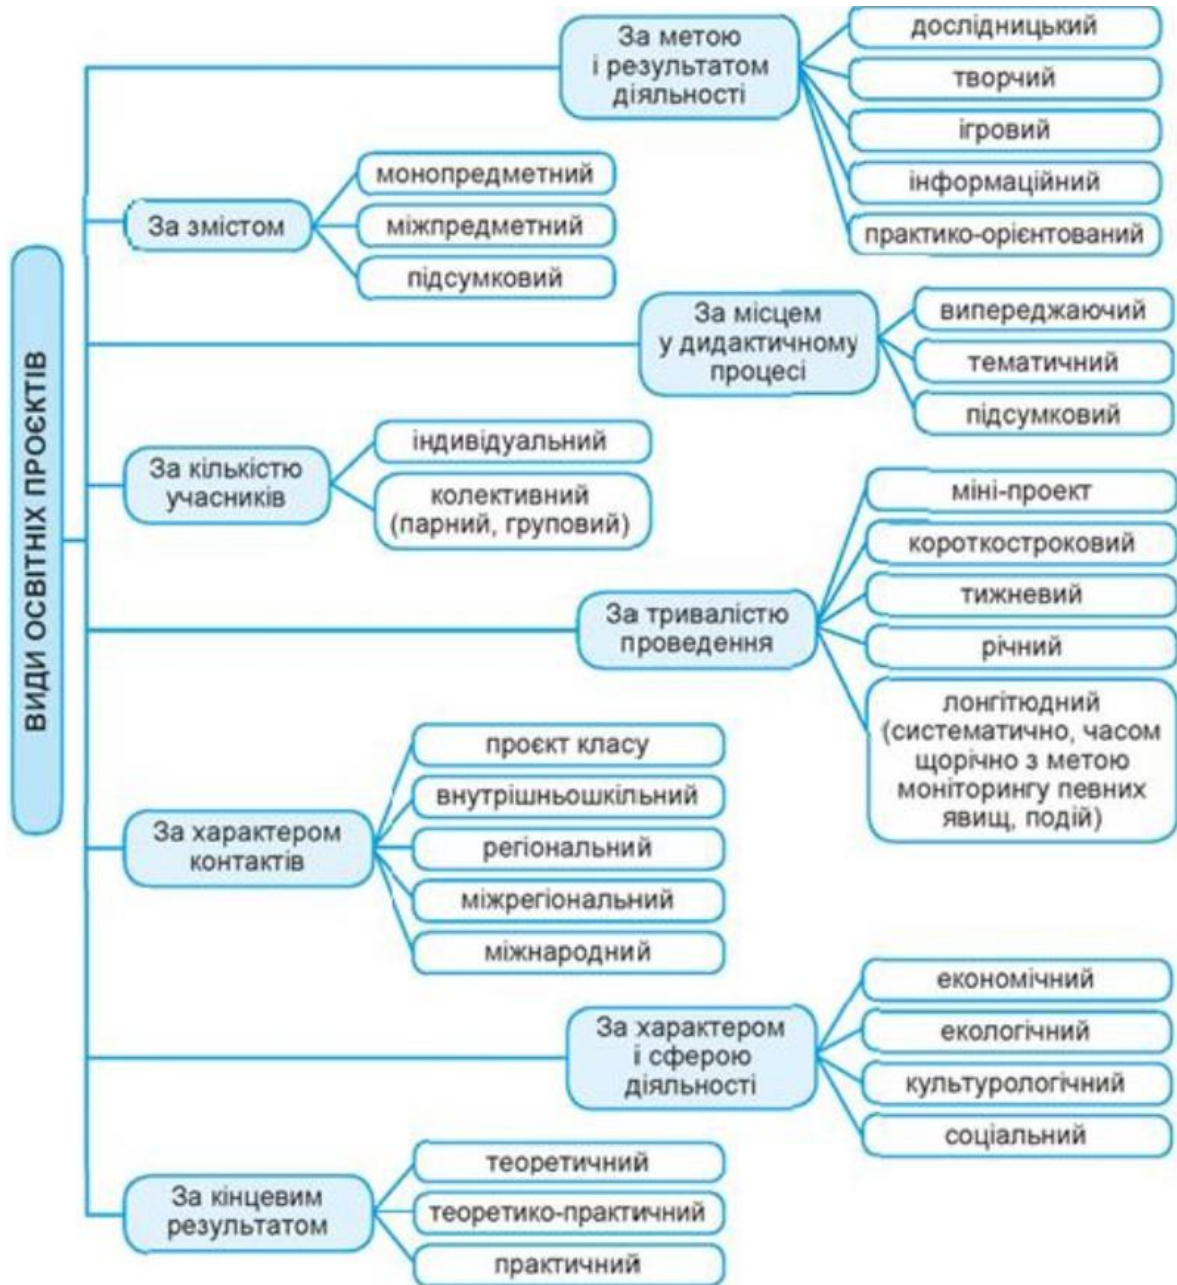 ВИДИ ОСВІТНІХ ПРОЄКТІВ
За метою
і результатом
діяльності
дослідницький
творчий
ігровий
інформаційний
практико-орієнтований
За змістом
монопредметний
міжпредметний
підсумковий
За місцем
у дидактичному
процесі
випереджаючий
тематичний
підсумковий
За кількістю
учасників
індивідуальний
колективний
(парний, груповий)
За тривалістю
проведення
міні-проект
короткостроковий
тижневий
річний
лонгітюдний
(систематично, часом
щорічно з метою
моніторингу певних
явищ, подій)
За характером
контактів
проєкт класу
внутрішньошкільний
регіональний
міжрегіональний
міжнародний
За характером
і сферою
діяльності
економічний
екологічний
культурологічний
соціальний
За кінцевим
результатом
теоретичний
теоретико-практичний
практичний